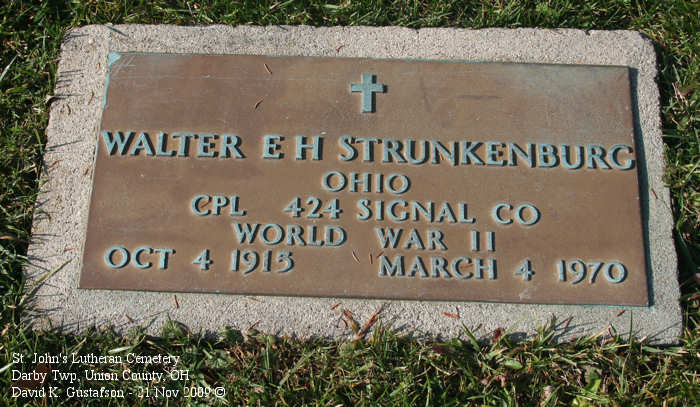 WALTER E H STRUNKENBURG
OHIO
CPL 424 SIGNAL CO
WORLD WAR II
OCT 4 1915 MARCH 4 1970
St. John's Lutheran Cemetery
Darby Twp, Union County, OH
David K. Gustafson - 21 Nov 2009 ©